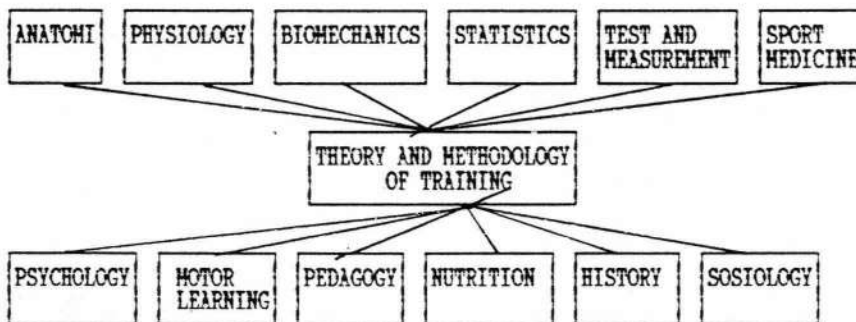 ANATOMI PHYSIOLOGY BIOMECHANICS STATISTICS TEST AND MEASUREMENT SPORT MEDICINE
THEORY AND METHODOLOGY
OF TRAINING
PSYCHOLOGY MOTOR LEARNING PEDAGOGY NUTRITION HISTORY SOSIOLOGY